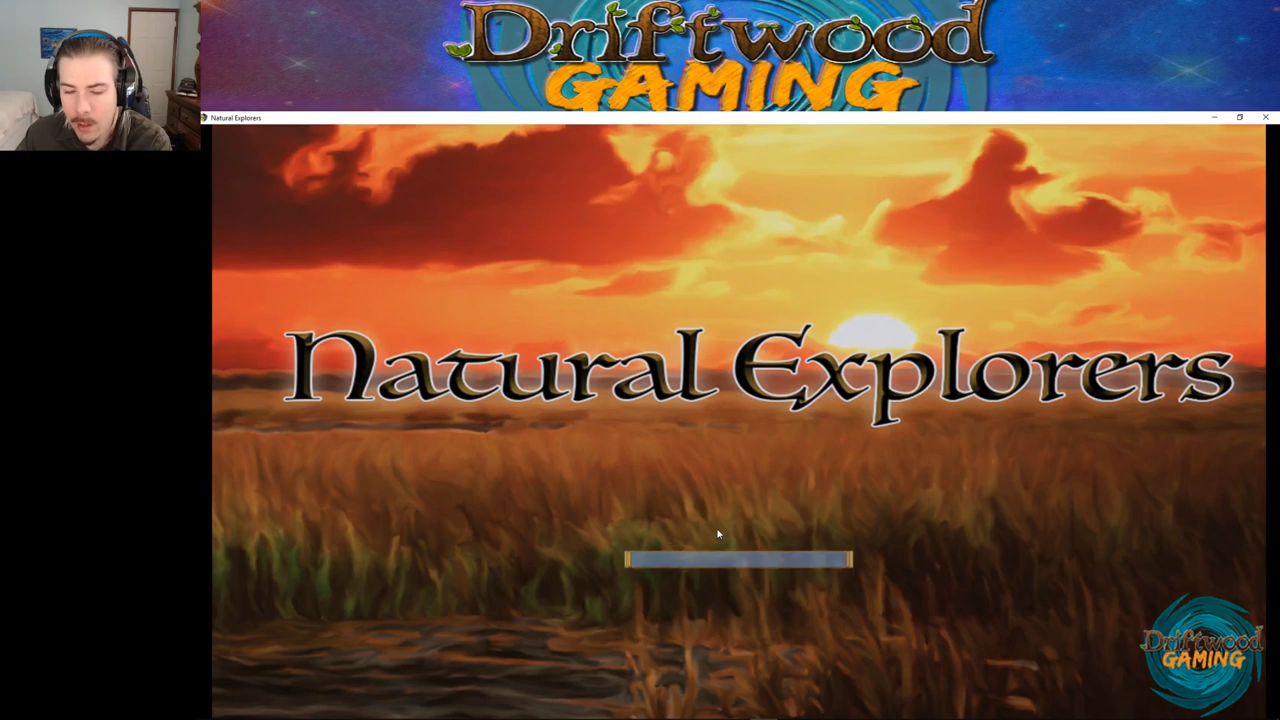 Driftwood
GAMING
Natural Explorers
Natural Explorers
Driftwood
GAMING